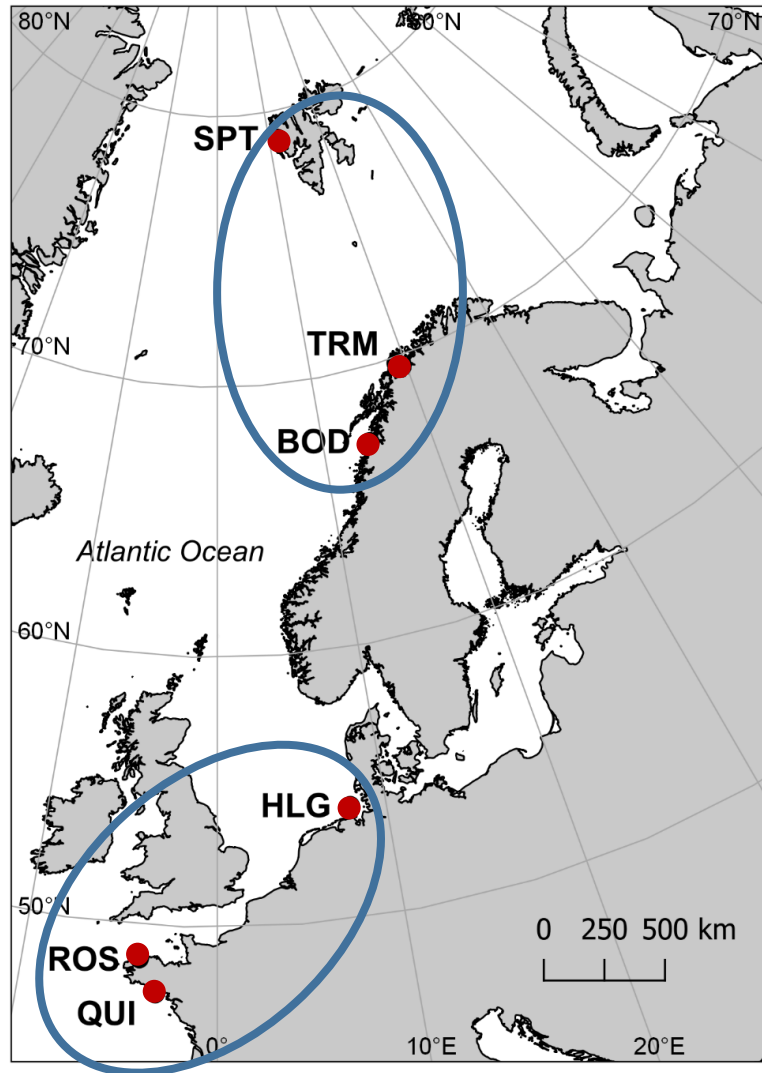 80°N
80°N
70°N
SPT
TRM
70°N
BOD
Atlantic Ocean
60°N
HLG
50°N
0 250 500 km
ROS
QUI
0°
10°E
20°E